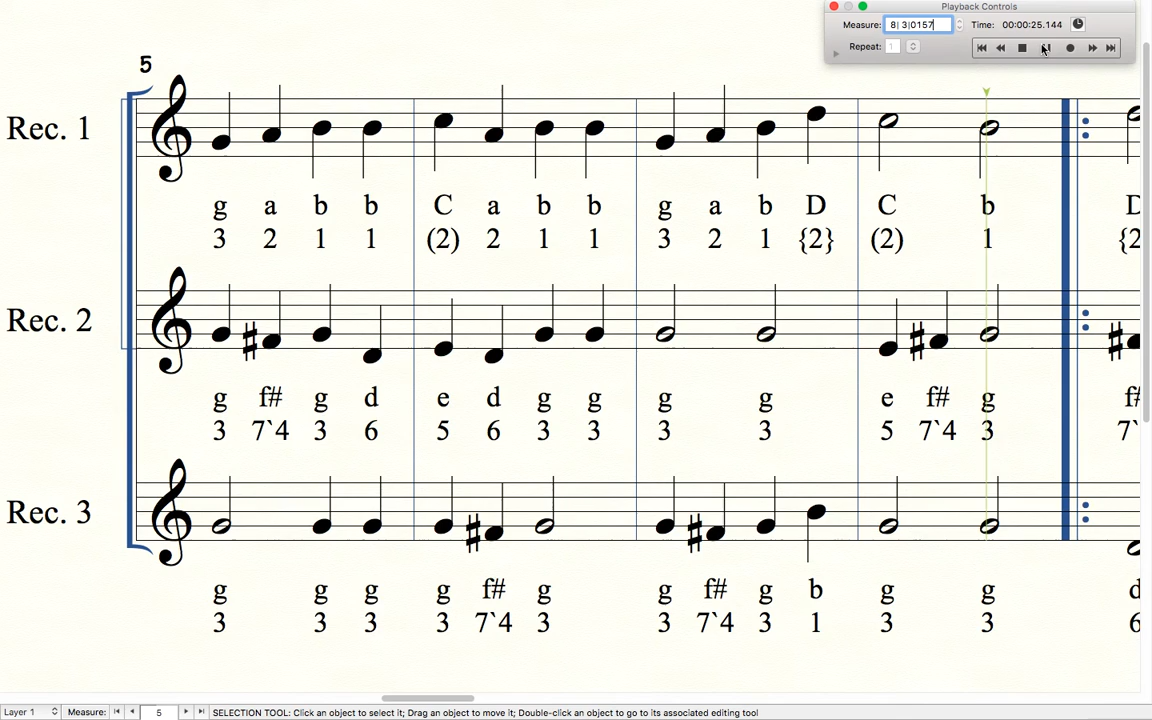 Playback Controls
Measure: 8| 3|0157 Time: 00:00:25.144
Repeat: 1
5
Rec. 1
g a b b C a b b g a b D C b D
3 2 1 1 (2) 2 1 1 3 2 1 {2} (2) 1 {2
Rec. 2
g f# g d e d g g g g e f# g f#
3 7`4 3 6 5 6 3 3 3 3 5 7`4 3 7`
Rec. 3
g g g g f# g g f# g b g g d
3 3 3 3 7`4 3 3 7`4 3 1 3 3 6
Layer 1 Measure: 5 SELECTION TOOL: Click an object to select it; Drag an object to move it; Double-click an object to go to its associated editing tool